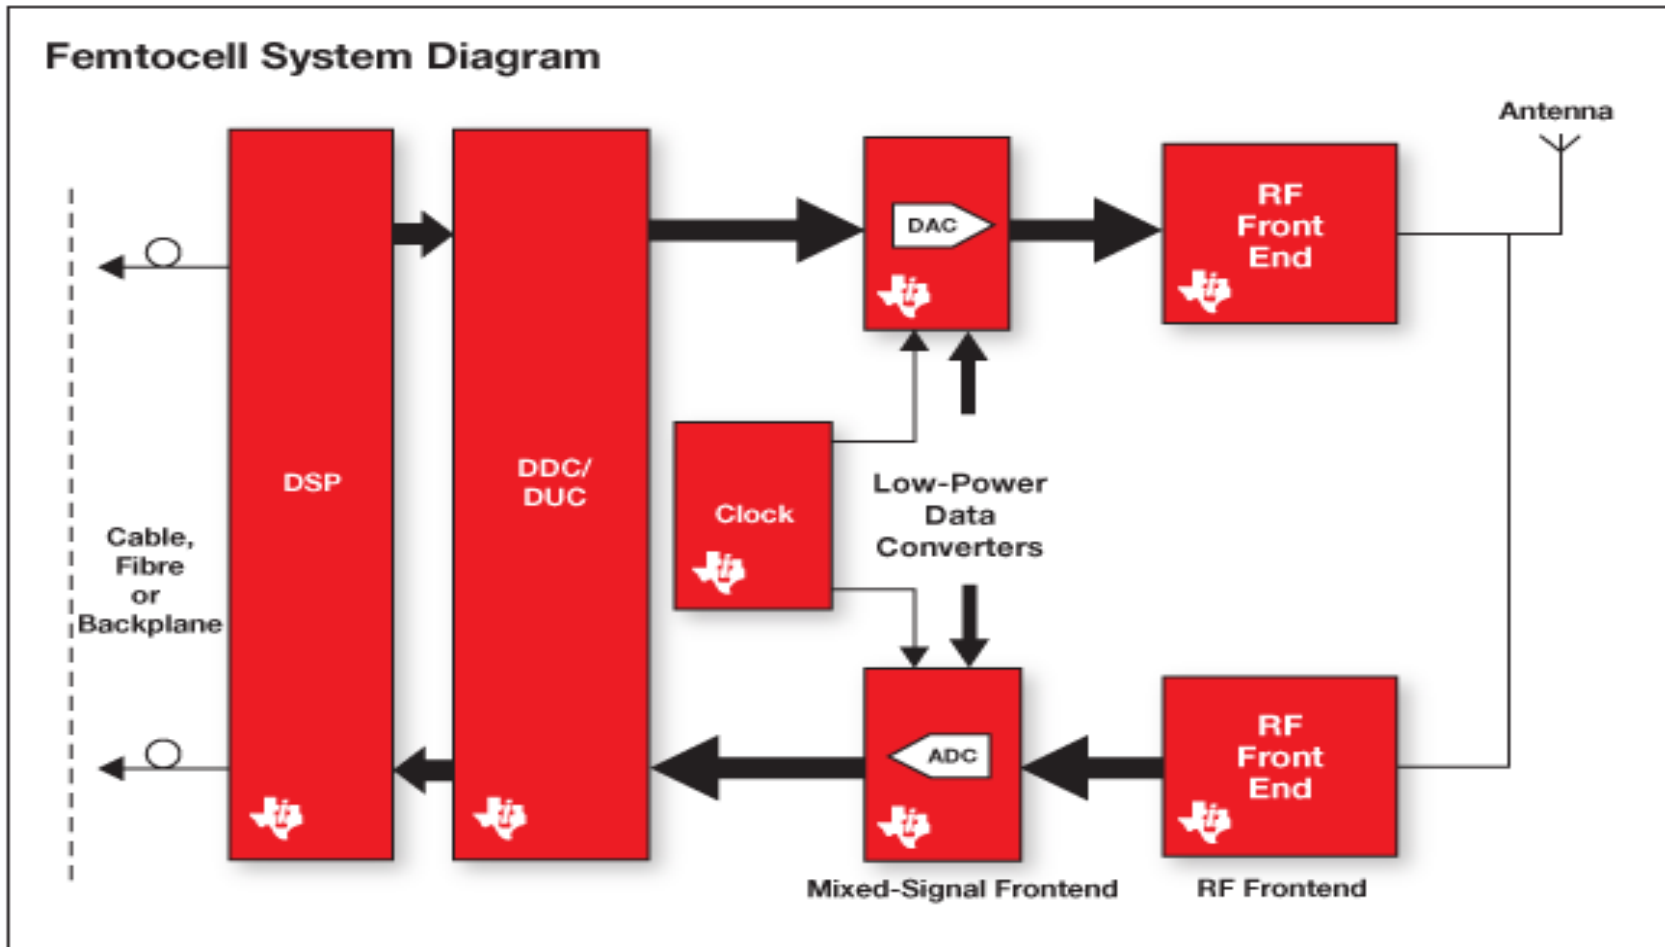 Femtocell System Diagram
Antenna
DAC
RF
Front
End
DSP
DDC/
DUC
Clock
Low-Power
Data
Converters
Cable,
Fibre
or
Backplane
ADC
RF
Front
End
Mixed-Signal Frontend
RF Frontend